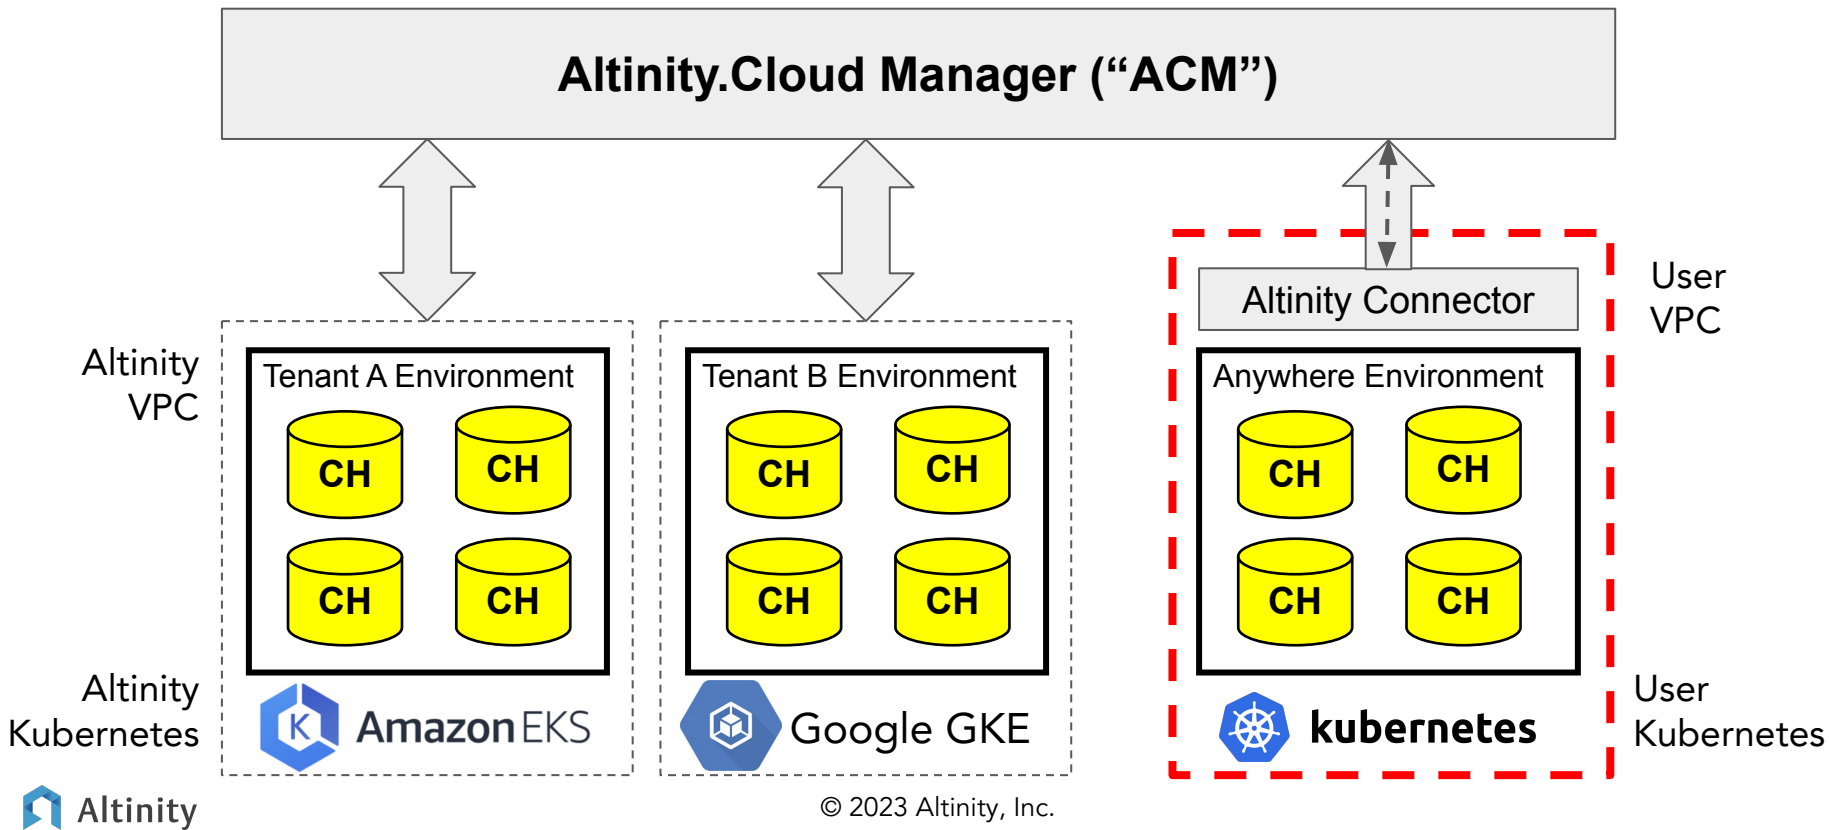 Altinity.Cloud Manager (“ACM”)
Altinity
VPC
Tenant A Environment
CH
CH
CH
CH
Altinity
Kubernetes
K
Amazon EKS
Tenant B Environment
CH
CH
CH
CH
Google GKE
Altinity Connector
User
VPC
Anywhere Environment
CH
CH
CH
CH
kubernetes
User
Kubernetes
Altinity
© 2023 Altinity, Inc.